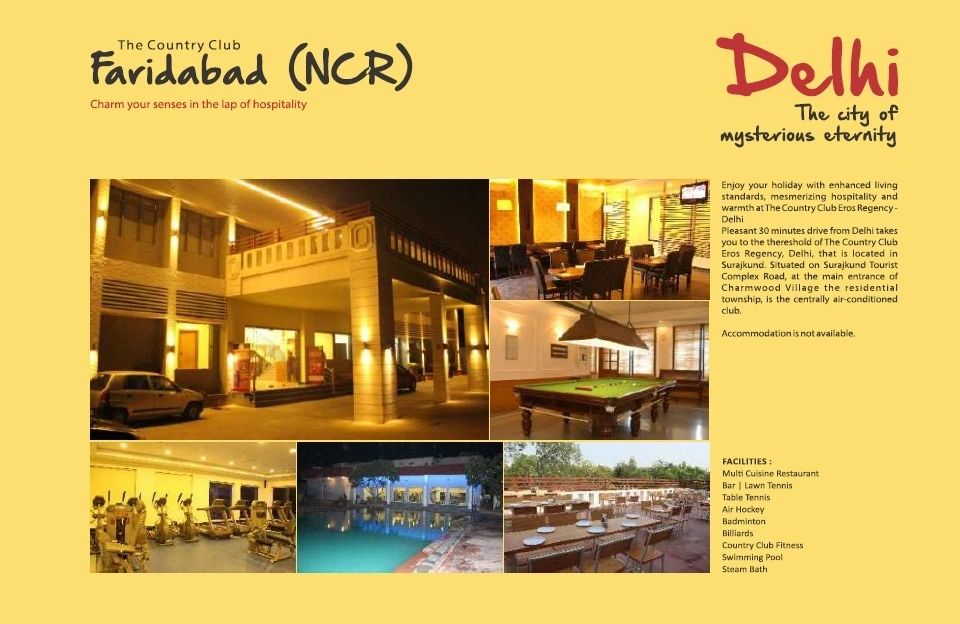 The Country Club
Faridabad (NCR)
Charm your senses in the lap of hospitality
Delhi
The city of
mysterious eternity
Enjoy your holiday with enhanced living
standards, mesmerizing hospitality and
warmth at The Country Club Eros Regency -
Delhi
Pleasant 30 minutes drive from Delhi takes
you to the thereshold of The Country Club
Eros Regency, Delhi, that is located in
Surajkund. Situated on Surajkund Tourist
Complex Road, at the main entrance of
Charmwood Village the residential
township, is the centrally air-conditioned
club.
Accommodation is not available.
FACILITIES :
Multi Cuisine Restaurant
Bar | Lawn Tennis
Table Tennis
Air Hockey
Badminton
Billiards
Country Club Fitness
Swimming Pool
Steam Bath